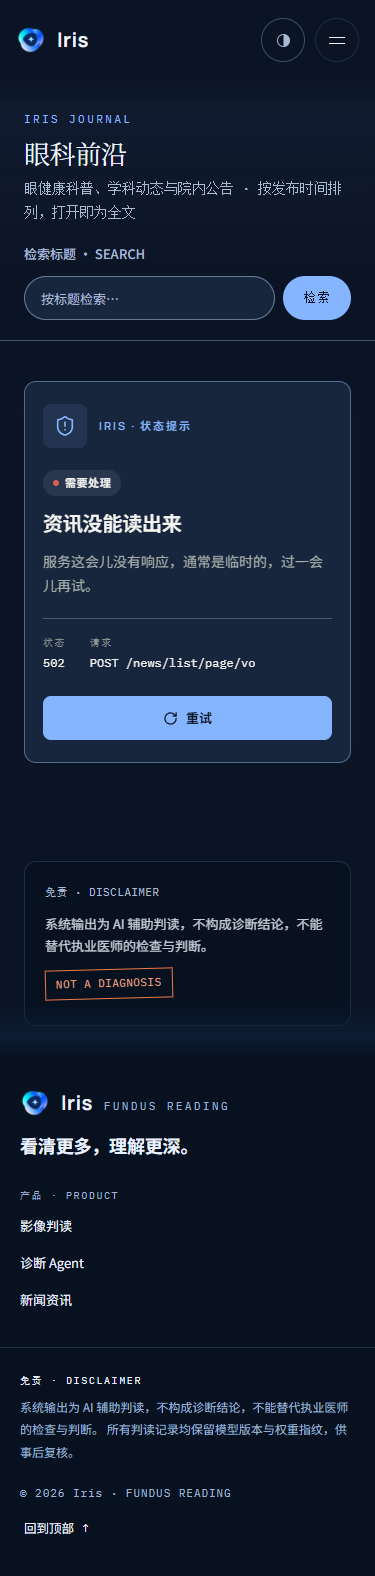 Iris
IRIS JOURNAL
眼科前沿
眼健康科普、学科动态与院内公告 · 按发布时间排
列，打开即为全文
检索标题 • SEARCH
按标题检索…
检索
IRIS · 状态提示
需要处理
资讯没能读出来
服务这会儿没有响应，通常是临时的，过一会
儿再试。
状态 请求
502 POST /news/list/page/vo
重试
免责 · DISCLAIMER
系统输出为 AI 辅助判读，不构成诊断结论，不能
替代执业医师的检查与判断。
NOT A DIAGNOSIS
Iris FUNDUS READING
看清更多，理解更深。
产品 · PRODUCT
影像判读
诊断 Agent
新闻资讯
免责 · DISCLAIMER
系统输出为 AI 辅助判读，不构成诊断结论，不能替代执业医师
的检查与判断。 所有判读记录均保留模型版本与权重指纹，供
事后复核。
© 2026 Iris · FUNDUS READING
回到顶部 ↑